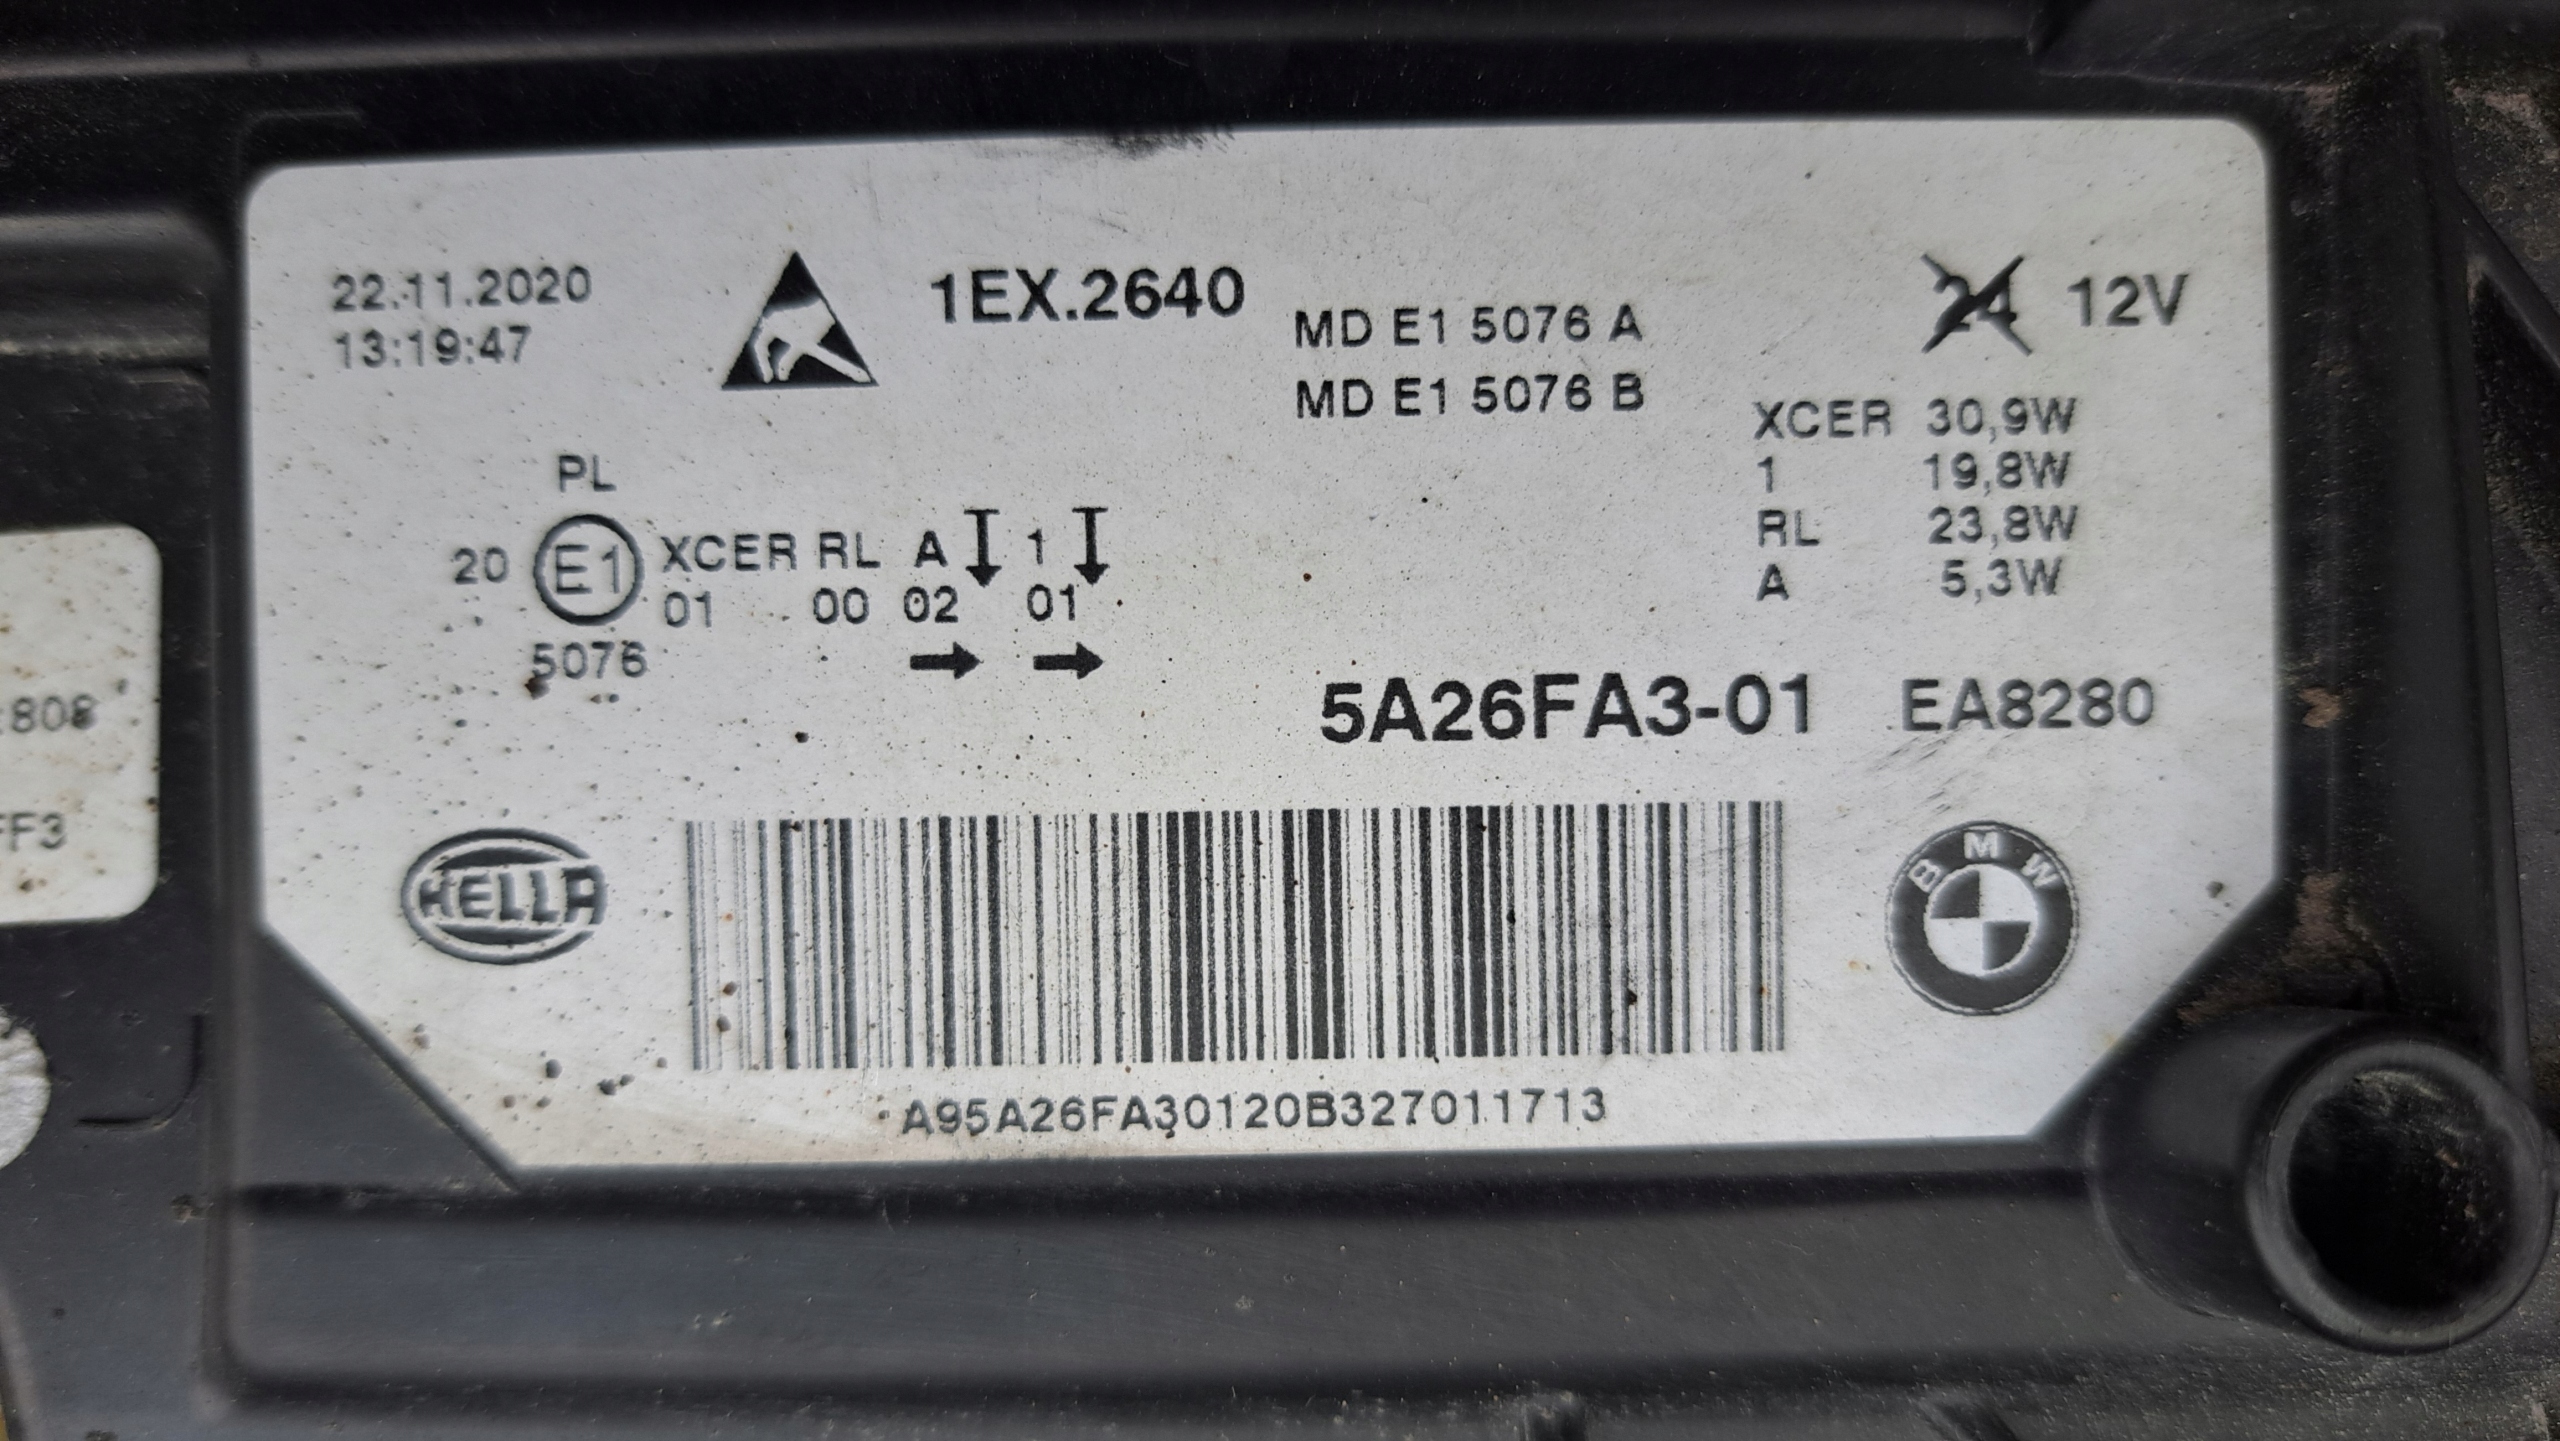 22.11.2020
13:19:47
1EX.2640
MD E1 5076 A
MD E1 5076 B
24 12V
XCER 30,9W
1 19,8W
RL 23,8W
A 5,3W
PL
20 E1 XCER RL A 1
01 00 02 01
5076
5A26FA3-01 EA8280
808
FF3
HELLA
BMW
A95A26FA30120B327011713